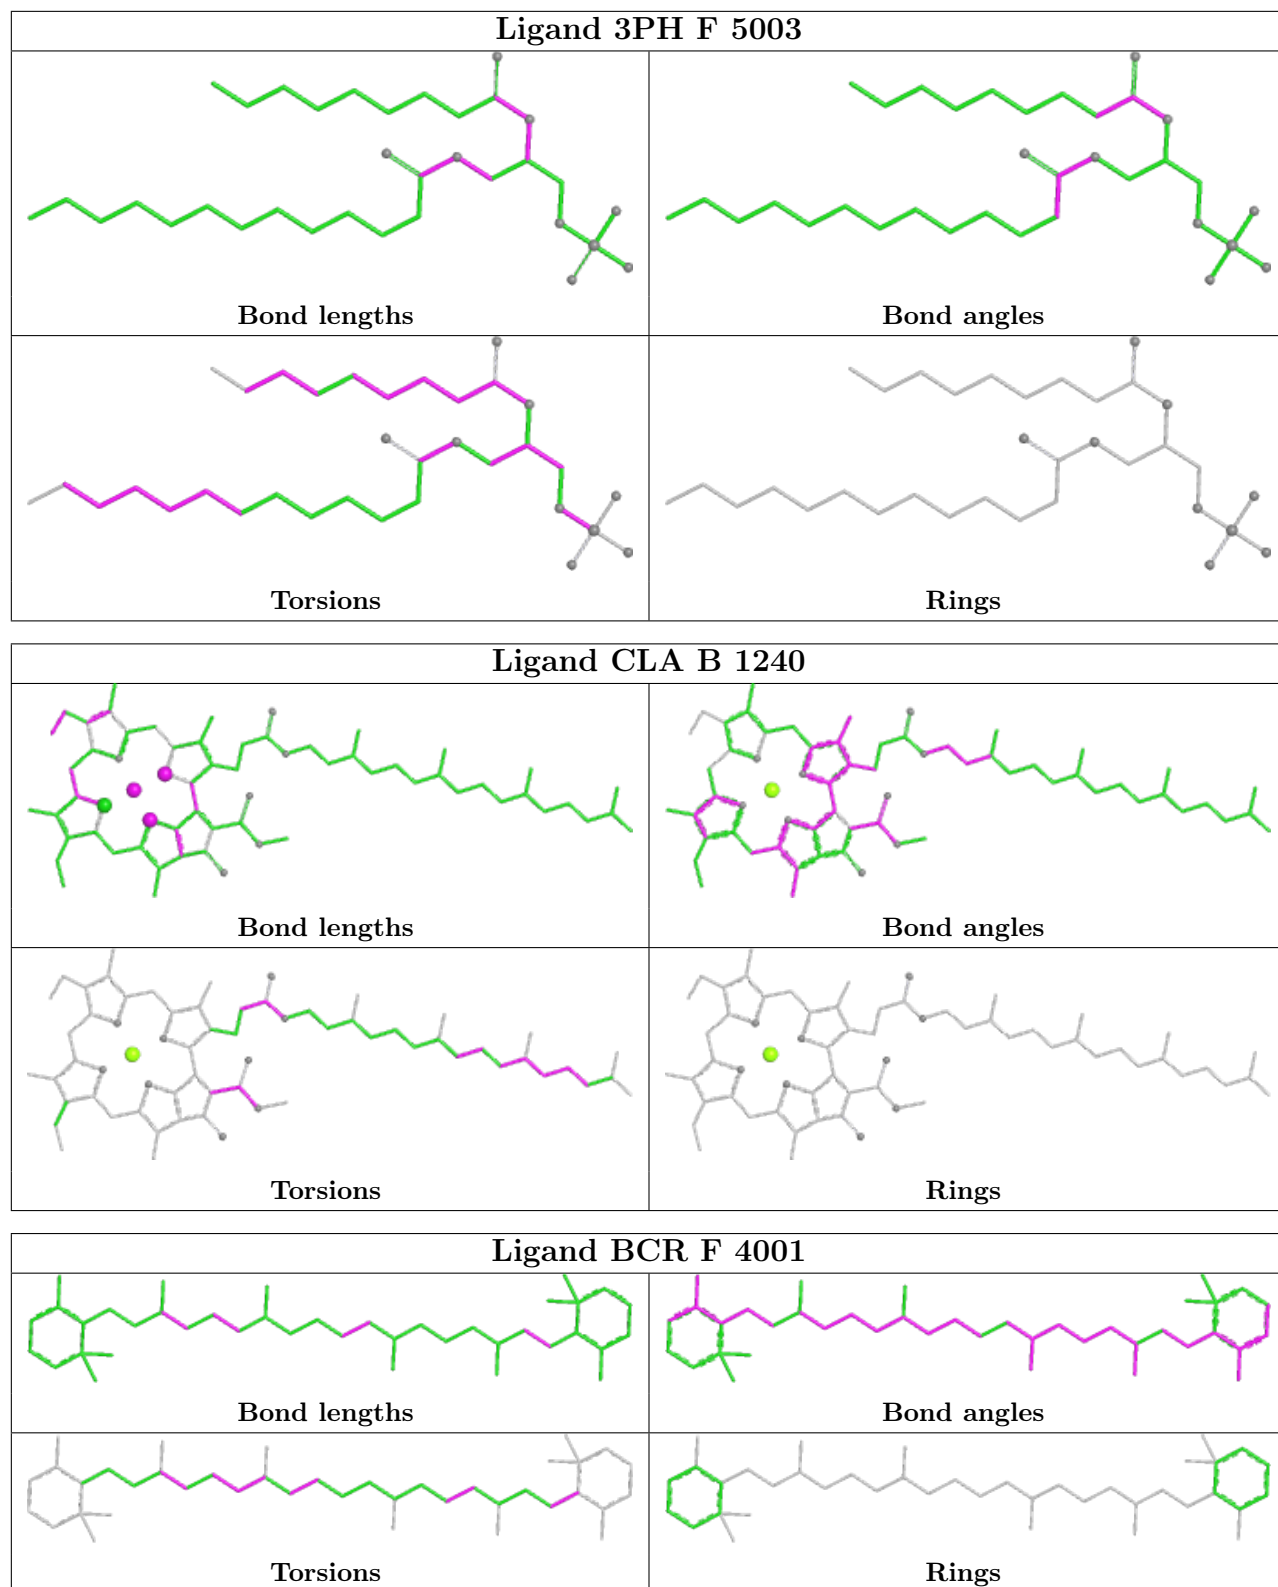 Ligand 3PH F 5003
Bond lengths
Bond angles
Torsions
Rings
Ligand CLA B 1240
Bond lengths
Bond angles
Torsions
Rings
Ligand BCR F 4001
Bond lengths
Bond angles
Torsions
Rings